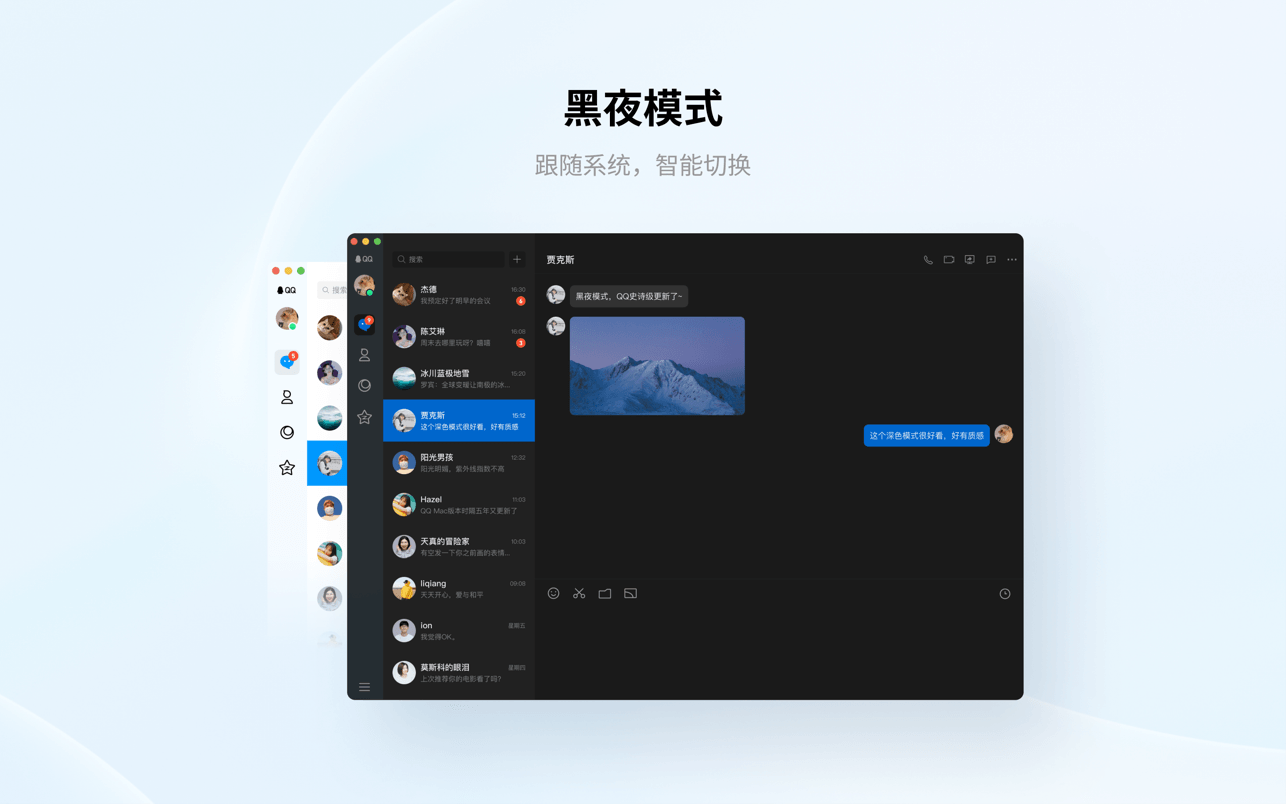 黑夜模式
跟随系统，智能切换
QQ
搜索
5
QQ
9
搜索
杰德
16:30
我预定好了明早的会议
6
陈艾琳
16:08
周末去哪里玩呀？嘻嘻
3
冰川蓝极地雪
15:20
罗宾：全球变暖让南极的冰...
贾克斯
15:12
这个深色模式很好看，好有质感
阳光男孩
12:32
阳光明媚，紫外线指数不高
Hazel
11:03
QQ Mac版本时隔五年又更新了
天真的冒险家
10:03
有空发一下你之前画的表情...
liqiang
09:08
天天开心，爱与和平
ion
星期五
我觉得OK。
莫斯科的眼泪
星期四
上次推荐你的电影看了吗？
贾克斯
黑夜模式，QQ史诗级更新了~
这个深色模式很好看，好有质感